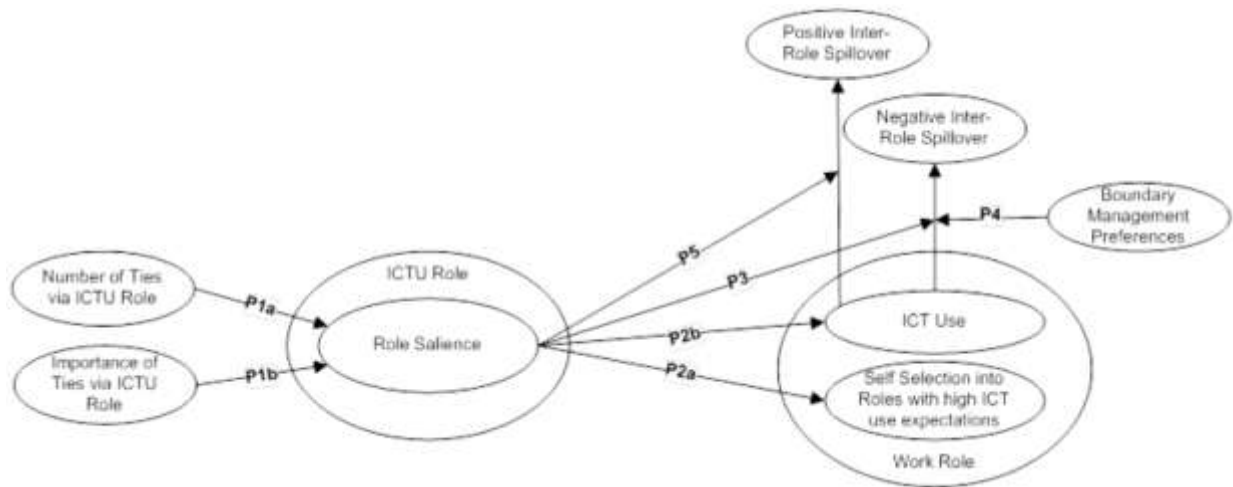 Positive Inter-
Role Spillover
Negative Inter-
Role Spillover
Boundary
Management
Preferences
P4
P5
P3
ICTU Role
Number of Ties
via ICTU Role
P1a
Role Salience
P2b
ICT Use
Importance of
Ties via ICTU
Role
P1b
P2a
Self Selection into
Roles with high ICT
use expectations
Work Role